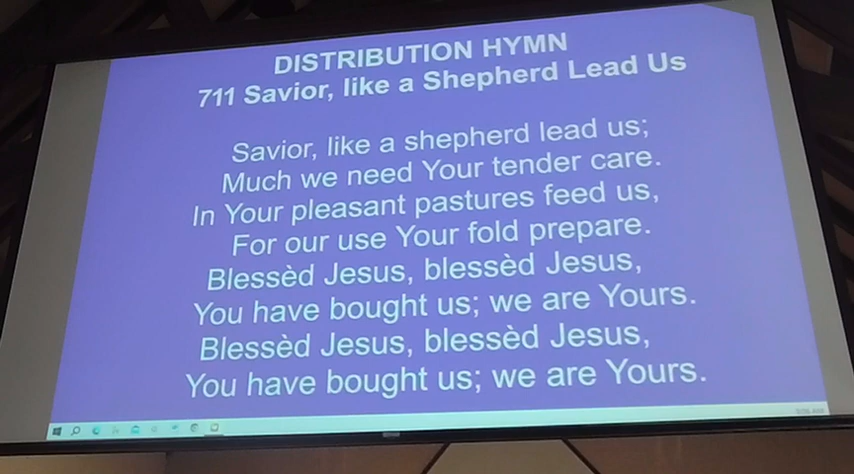 DISTRIBUTION HYMN
711 Savior, like a Shepherd Lead Us
Savior, like a shepherd lead us;
Much we need Your tender care.
In Your pleasant pastures feed us,
For our use Your fold prepare.
Blessèd Jesus, blessèd Jesus,
You have bought us; we are Yours.
Blessèd Jesus, blessèd Jesus,
You have bought us; we are Yours.